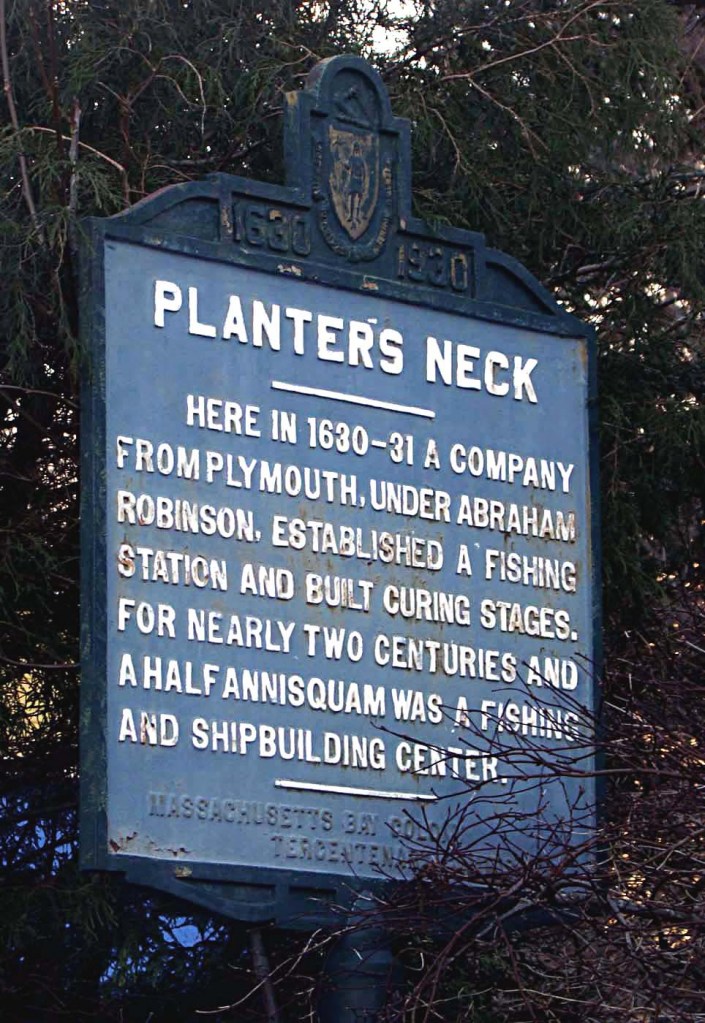 1630 1930
PLANTERS NECK
HERE IN 1630-31 A COMPANY
FROM PLYMOUTH, UNDER ABRAHAM
ROBINSON, ESTABLISHED A FISHING
STATION AND BUILT CURING STAGES.
FOR NEARLY TWO CENTURIES AND
A HALF ANNISQUAM WAS A FISHING
AND SHIPBUILDING CENTER.
MASSACHUSETTS BAY